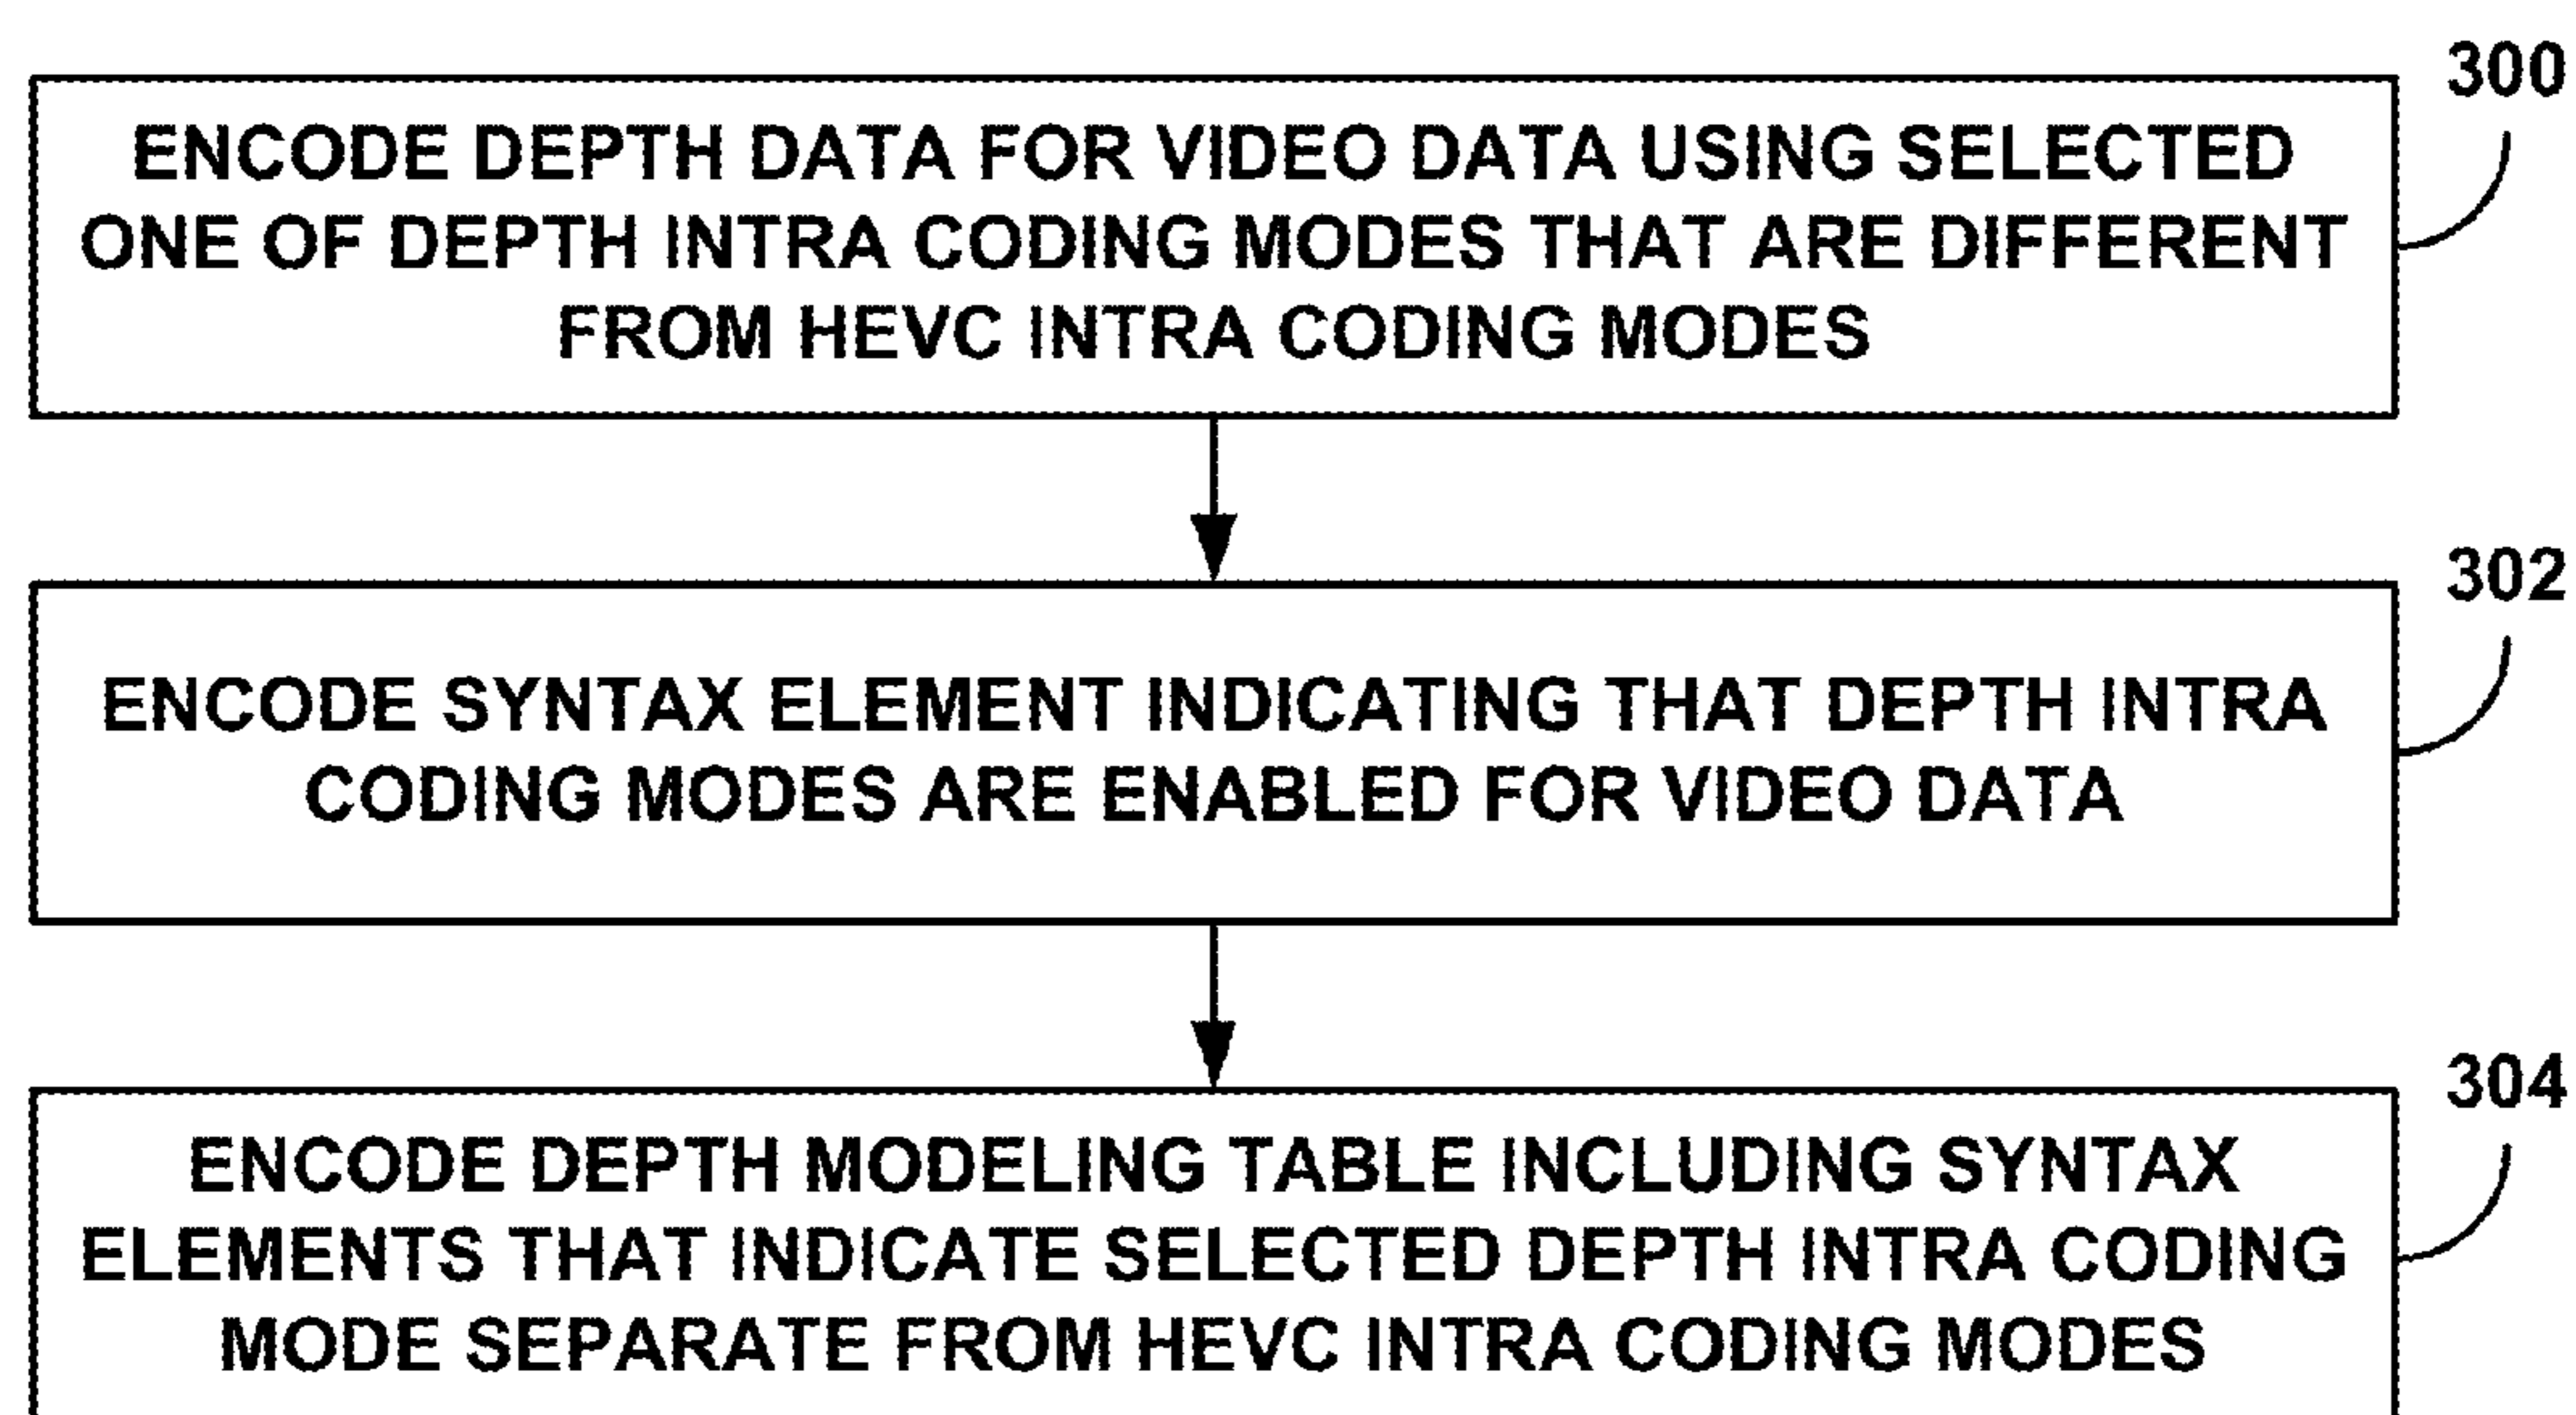 300
ENCODE DEPTH DATA FOR VIDEO DATA USING SELECTED
ONE OF DEPTH INTRA CODING MODES THAT ARE DIFFERENT
FROM HEVC INTRA CODING MODES
302
ENCODE SYNTAX ELEMENT INDICATING THAT DEPTH INTRA
CODING MODES ARE ENABLED FOR VIDEO DATA
304
ENCODE DEPTH MODELING TABLE INCLUDING SYNTAX
ELEMENTS THAT INDICATE SELECTED DEPTH INTRA CODING
MODE SEPARATE FROM HEVC INTRA CODING MODES